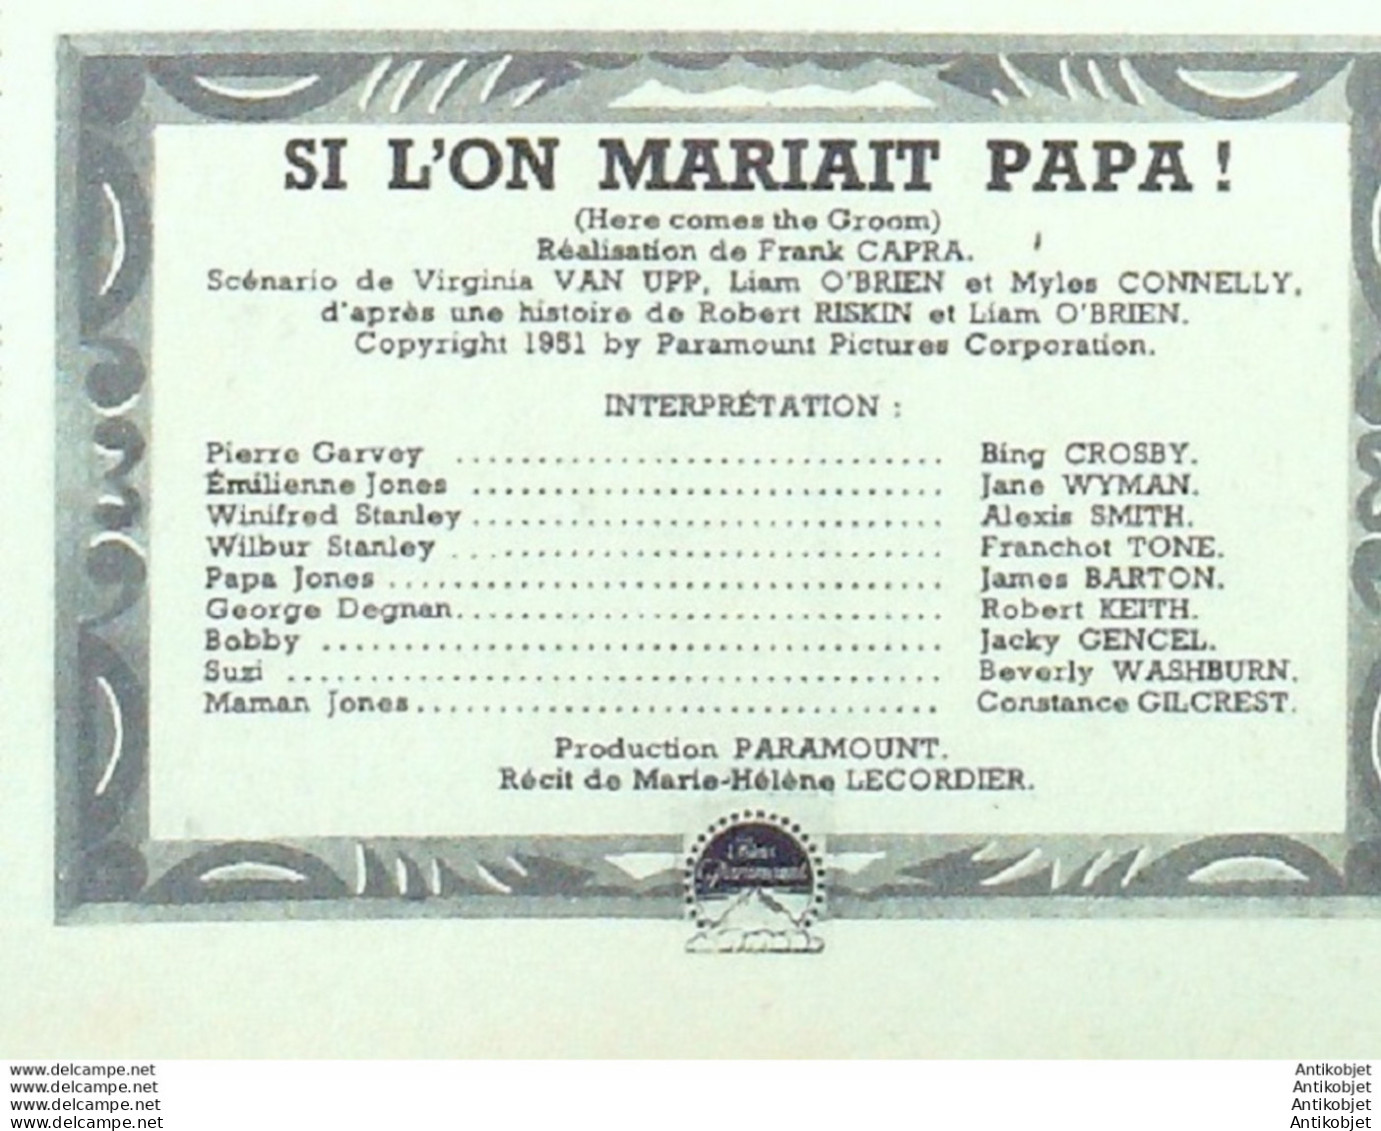 SI L'ON MARIAIT PAPA !
(Here comes the Groom)
Réalisation de Frank CAPRA.
Scénario de Virginia VAN UPP, Liam O'BRIEN et Myles CONNELLY,
d'après une histoire de Robert RISKIN et Liam O'BRIEN.
Copyright 1951 by Paramount Pictures Corporation.
INTERPRÉTATION :
Pierre Garvey ..................................... Bing CROSBY.
Émilienne Jones .................................... Jane WYMAN.
Winifred Stanley.................................... Alexis SMITH.
Wilbur Stanley ..................................... Franchot TONE.
Papa Jones .......................................... James BARTON.
George Degnan..................................... Robert KEITH.
Bobby ............................................... Jacky GENCEL.
Suzi .................................................. Beverly WASHBURN.
Maman Jones....................................... Constance GILCREST.
Production PARAMOUNT.
Récit de Marie-Hélène LECORDIER.
Paramount
www.delcampe.net Antikobjet
www.delcampe.net Antikobjet
www.delcampe.net Antikobjet
www.delcampe.net Antikobjet